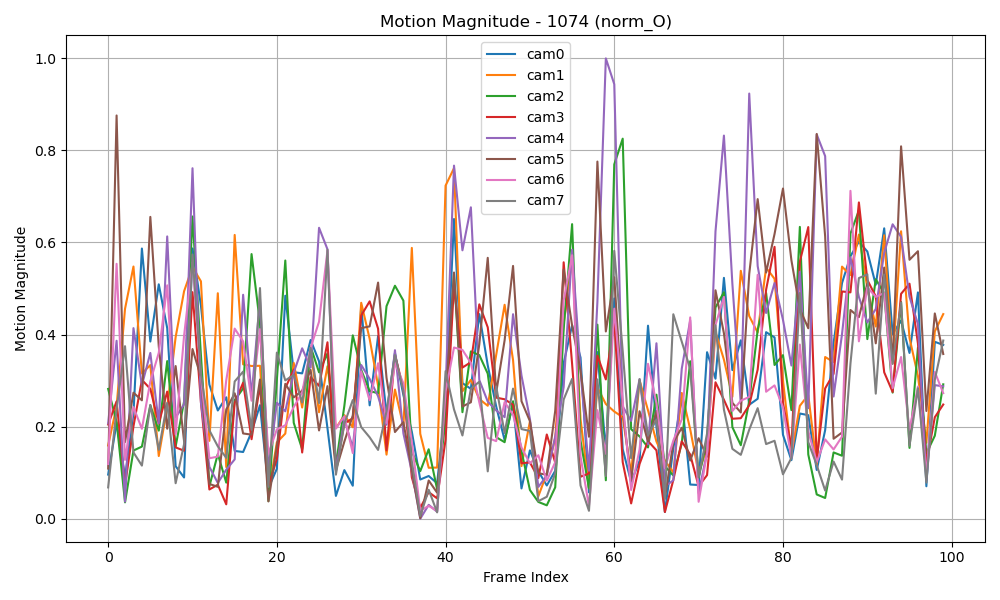 Motion Magnitude - 1074 (norm_O)
cam0
cam1
cam2
cam3
cam4
cam5
cam6
cam7
Motion Magnitude
1.0
0.8
0.6
0.4
0.2
0.0
0
20
40
60
80
100
Frame Index